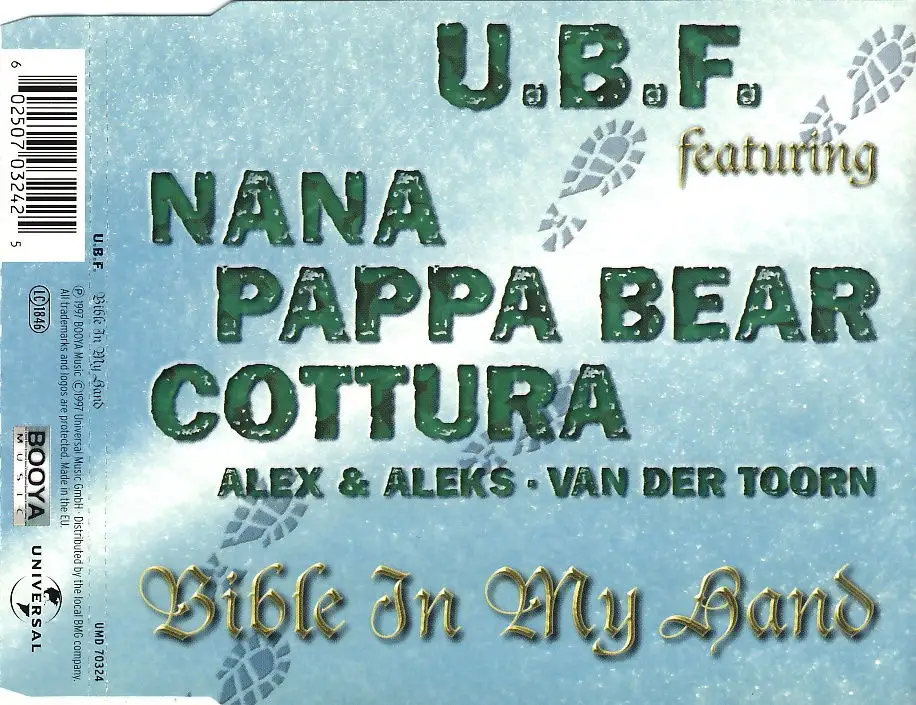 U.B.F.
featuring
NANA
PAPPA BEAR
COTTURA
ALEX & ALEKS · VAN DER TOORN
Bible In My Hand
6 02507 03242 5
U.B.F. Bible In My Hand UMD 70324
LC 1846
℗ 1997 BOOYA Music ©1997 Universal Music GmbH · Distributed by the local BMG company.
All trademarks and logos are protected. Made in the EU.
BOOYA
MUSIC
UNIVERSAL